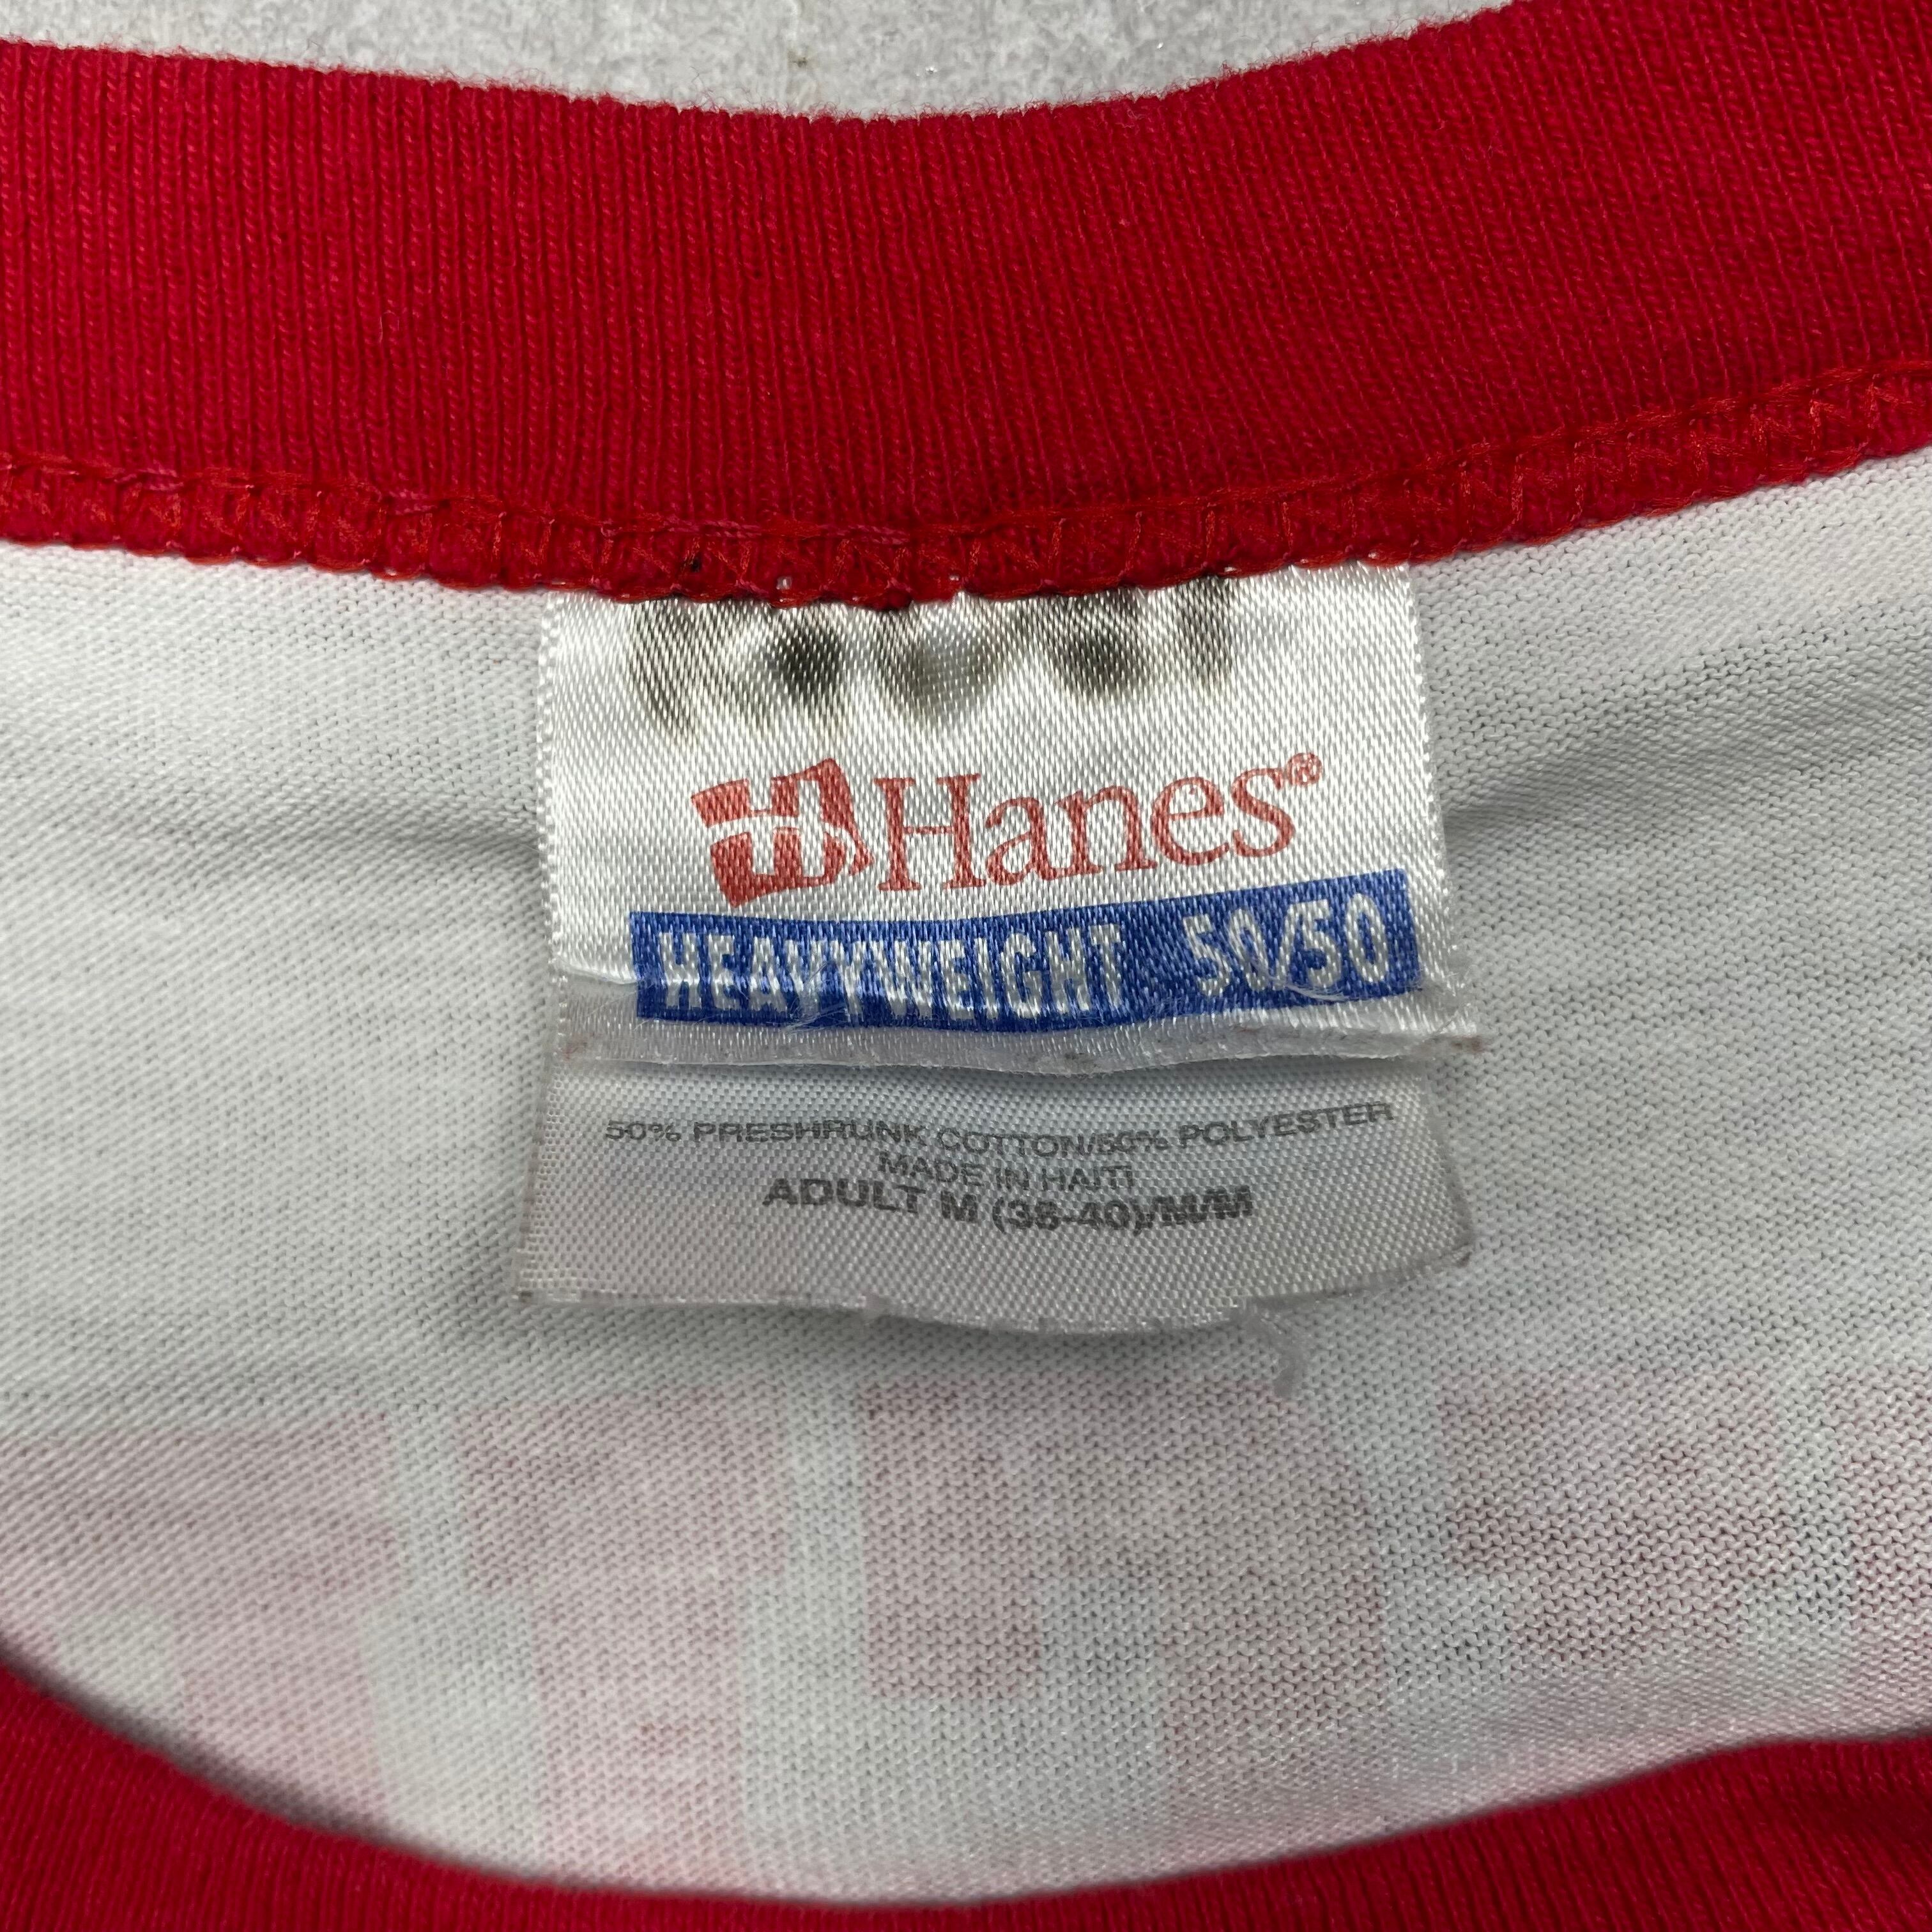 Hanes®
HEAVYWEIGHT 50/50
50% PRESHRUNK COTTON/50% POLYESTER
MADE IN HAITI
ADULT M (38-40)/M/M